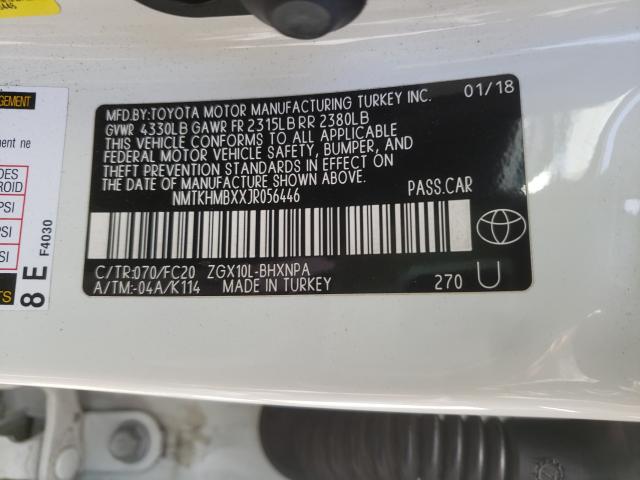 MFD.BY:TOYOTA MOTOR MANUFACTURING TURKEY INC. 01/18
GVWR 4330LB GAWR FR 2315LB RR 2380LB
THIS VEHICLE CONFORMS TO ALL APPLICABLE
FEDERAL MOTOR VEHICLE SAFETY, BUMPER, AND
THEFT PREVENTION STANDARDS IN EFFECT ON THE
DATE OF MANUFACTURE SHOWN ABOVE.
NMTKHMBXXJR056446 PASS.CAR
C/TR:070/FC20 ZGX10L-BHXNPA
A/TM:-04A/K114 MADE IN TURKEY 270 U
ment ne
PSI
8 E F4030